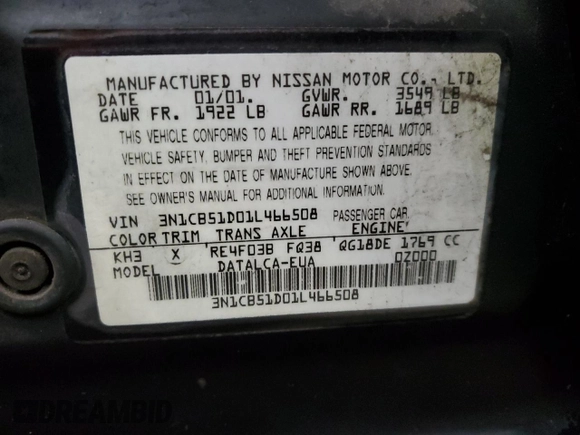 MANUFACTURED BY NISSAN MOTOR CO., LTD.
DATE 01/01. GVWR. 3549 LB
GAWR FR. 1922 LB GAWR RR. 1689 LB
THIS VEHICLE CONFORMS TO ALL APPLICABLE FEDERAL MOTOR
VEHICLE SAFETY, BUMPER AND THEFT PREVENTION STANDARDS
IN EFFECT ON THE DATE OF MANUFACTURE SHOWN ABOVE.
SEE OWNER'S MANUAL FOR ADDITIONAL INFORMATION.
VIN 3N1CB51D01L466508 PASSENGER CAR
COLOR TRIM TRANS AXLE ENGINE
KH3 X RE4F03B FQ38 QG18DE 1769 CC
MODEL DATALCA-EUA 0Z000
3N1CB51D01L466508
DREAMBID